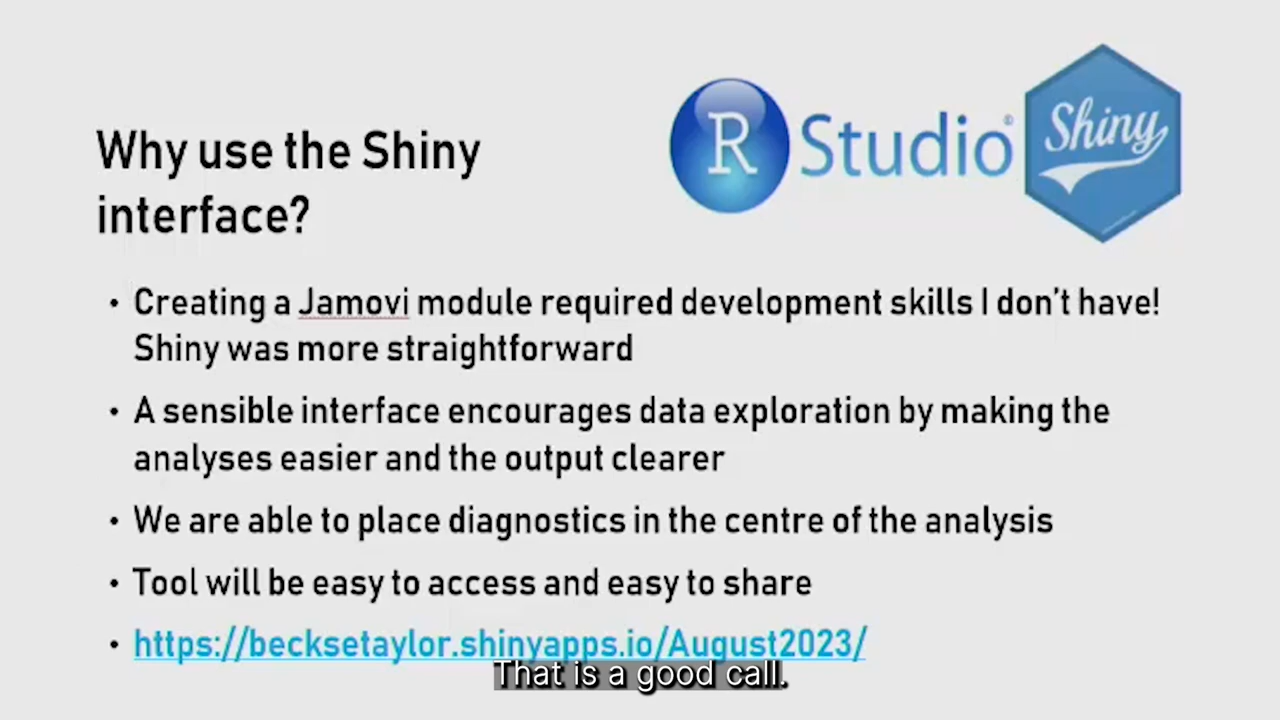 R Studio®
Shiny
Why use the Shiny
interface?
• Creating a Jamovi module required development skills I don't have!
Shiny was more straightforward
• A sensible interface encourages data exploration by making the
analyses easier and the output clearer
• We are able to place diagnostics in the centre of the analysis
• Tool will be easy to access and easy to share
• https://becksetaylor.shinyapps.io/August2023/
That is a good call.